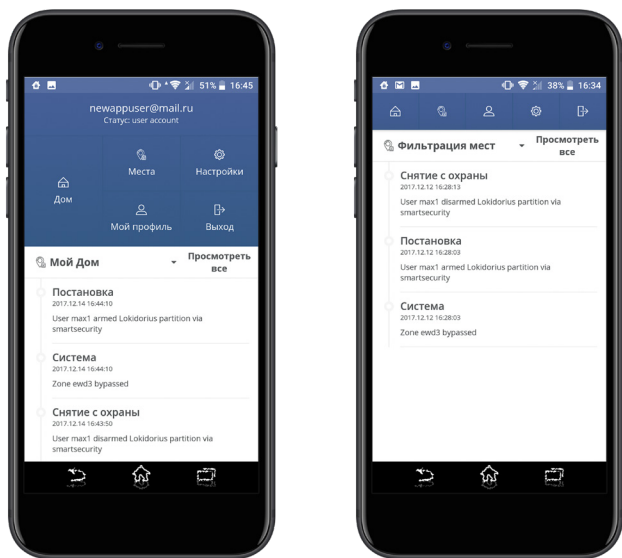 51% 16:45
newappuser@mail.ru
Статус: user account
Места
Настройки
Дом
Мой профиль
Выход
Мой Дом
Просмотреть
все
Постановка
2017.12.14 16:44:10
User max1 armed Lokidorius partition via
smartsecurity
Система
2017.12.14 16:44:10
Zone ewd3 bypassed
Снятие с охраны
2017.12.14 16:43:50
User max1 disarmed Lokidorius partition via
smartsecurity
38% 16:34
Фильтрация мест
Просмотреть
все
Снятие с охраны
2017.12.12 16:28:13
User max1 disarmed Lokidorius partition via
smartsecurity
Постановка
2017.12.12 16:28:03
User max1 armed Lokidorius partition via
smartsecurity
Система
2017.12.12 16:28:03
Zone ewd3 bypassed